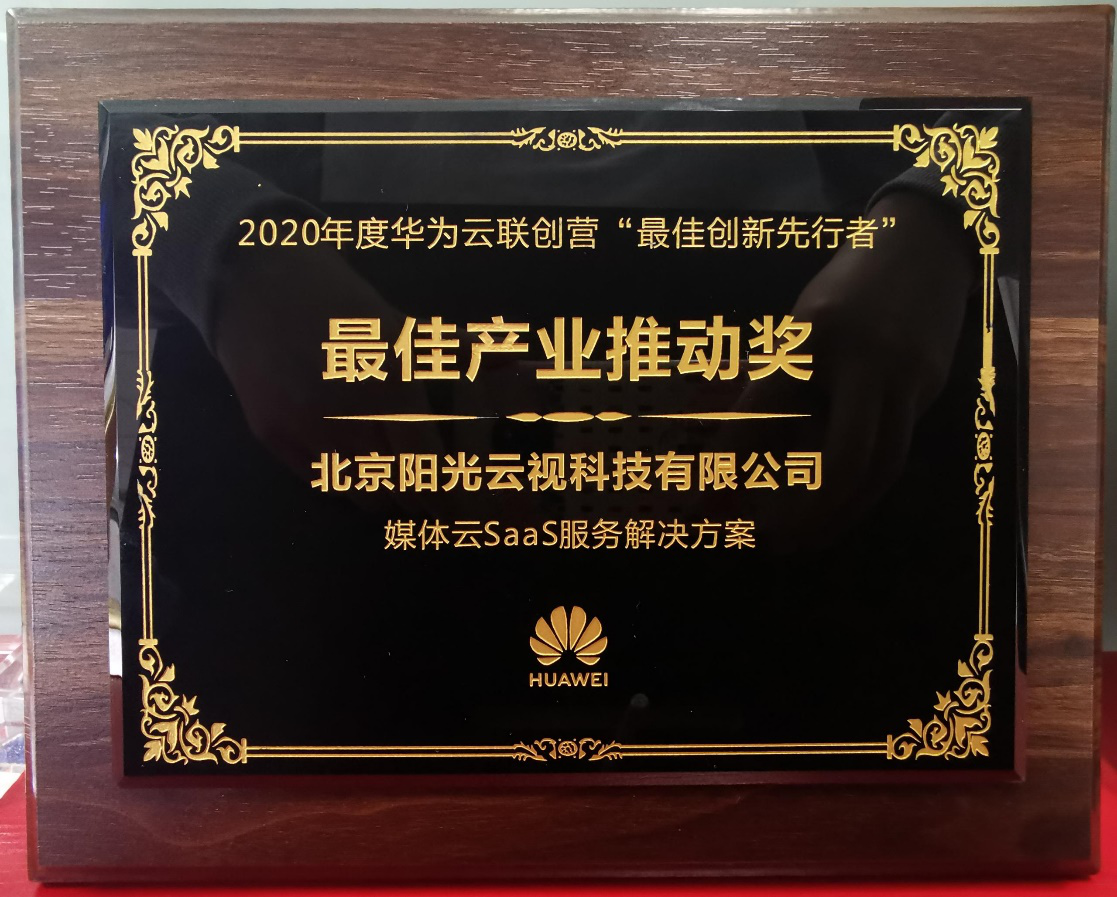 2020年度华为云联创营“最佳创新先行者”
最佳产业推动奖
北京阳光云视科技有限公司
媒体云SaaS服务解决方案
HUAWEI